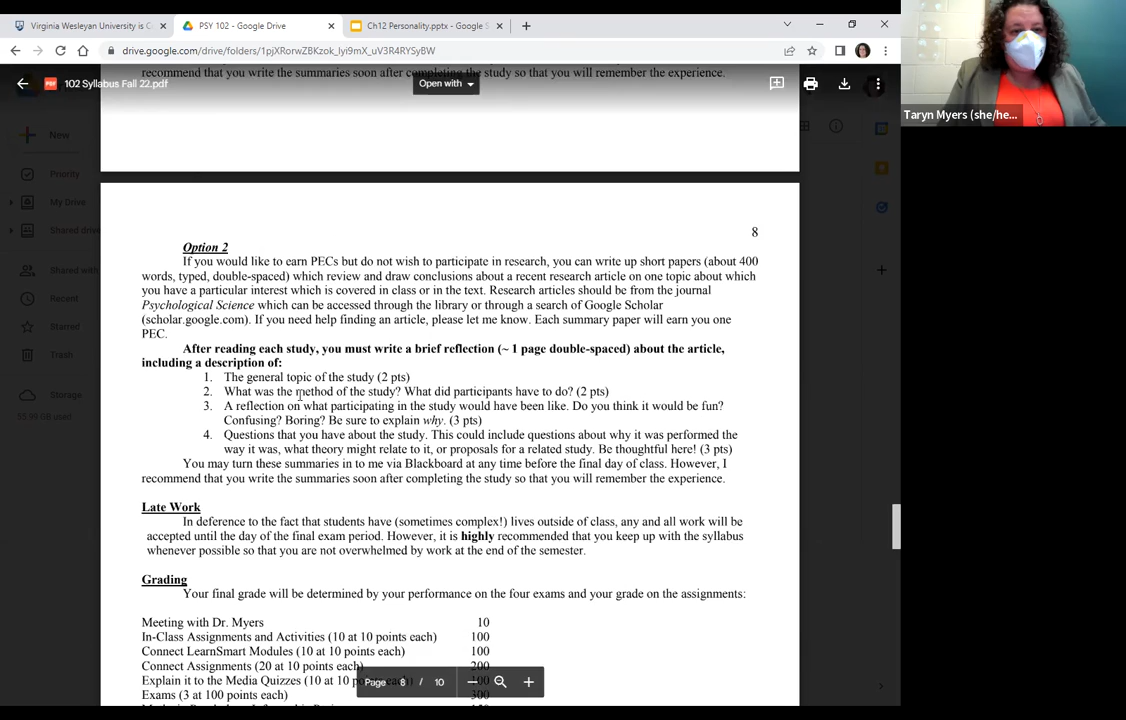 Virginia Wesleyan University is C
PSY 102 - Google Drive
Ch12 Personality.pptx - Google S
drive.google.com/drive/folders/1pjXRorwZBKzok_lyi9mX_uV3R4RYSyBW
recommend that you write the summaries soon after completing the study so that you will remember the experience.
PDF
102 Syllabus Fall 22.pdf
Open with
Taryn Myers (she/he...
New
Priority
My Drive
Shared drive
Shared with
Recent
Starred
Trash
Storage
8
Option 2
If you would like to earn PECs but do not wish to participate in research, you can write up short papers (about 400
words, typed, double-spaced) which review and draw conclusions about a recent research article on one topic about which
you have a particular interest which is covered in class or in the text. Research articles should be from the journal
Psychological Science which can be accessed through the library or through a search of Google Scholar
(scholar.google.com). If you need help finding an article, please let me know. Each summary paper will earn you one
PEC.
After reading each study, you must write a brief reflection (~ 1 page double-spaced) about the article,
including a description of:
1. The general topic of the study (2 pts)
2. What was the method of the study? What did participants have to do? (2 pts)
3. A reflection on what participating in the study would have been like. Do you think it would be fun?
Confusing? Boring? Be sure to explain why. (3 pts)
4. Questions that you have about the study. This could include questions about why it was performed the
way it was, what theory might relate to it, or proposals for a related study. Be thoughtful here! (3 pts)
You may turn these summaries in to me via Blackboard at any time before the final day of class. However, I
recommend that you write the summaries soon after completing the study so that you will remember the experience.
Late Work
In deference to the fact that students have (sometimes complex!) lives outside of class, any and all work will be
accepted until the day of the final exam period. However, it is highly recommended that you keep up with the syllabus
whenever possible so that you are not overwhelmed by work at the end of the semester.
Grading
Your final grade will be determined by your performance on the four exams and your grade on the assignments:
Meeting with Dr. Myers 10
In-Class Assignments and Activities (10 at 10 points each) 100
Connect LearnSmart Modules (10 at 10 points each) 100
Connect Assignments (20 at 10 points each) 200
Explain it to the Media Quizzes (10 at 10 points each) 100
Exams (3 at 100 points each) 300
Page 8 / 10